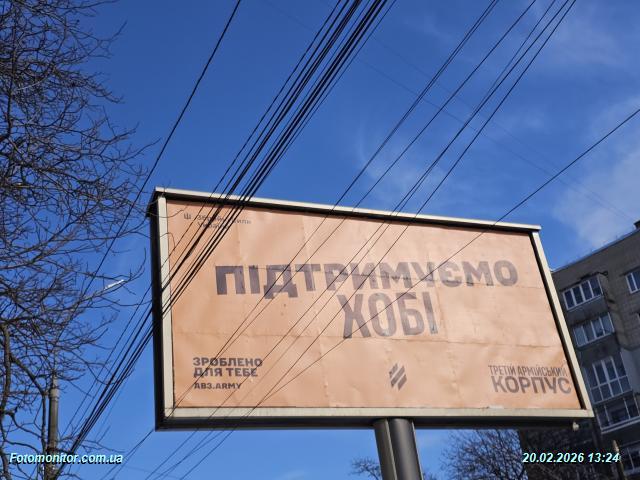 ПІДТРИМУЄМО
ХОБІ
ЗРОБЛЕНО
ДЛЯ ТЕБЕ
AB3.ARMY
ТРЕТІЙ АРМІЙСЬКИЙ
КОРПУС
Fotomonitor.com.ua
20.02.2026 13:24